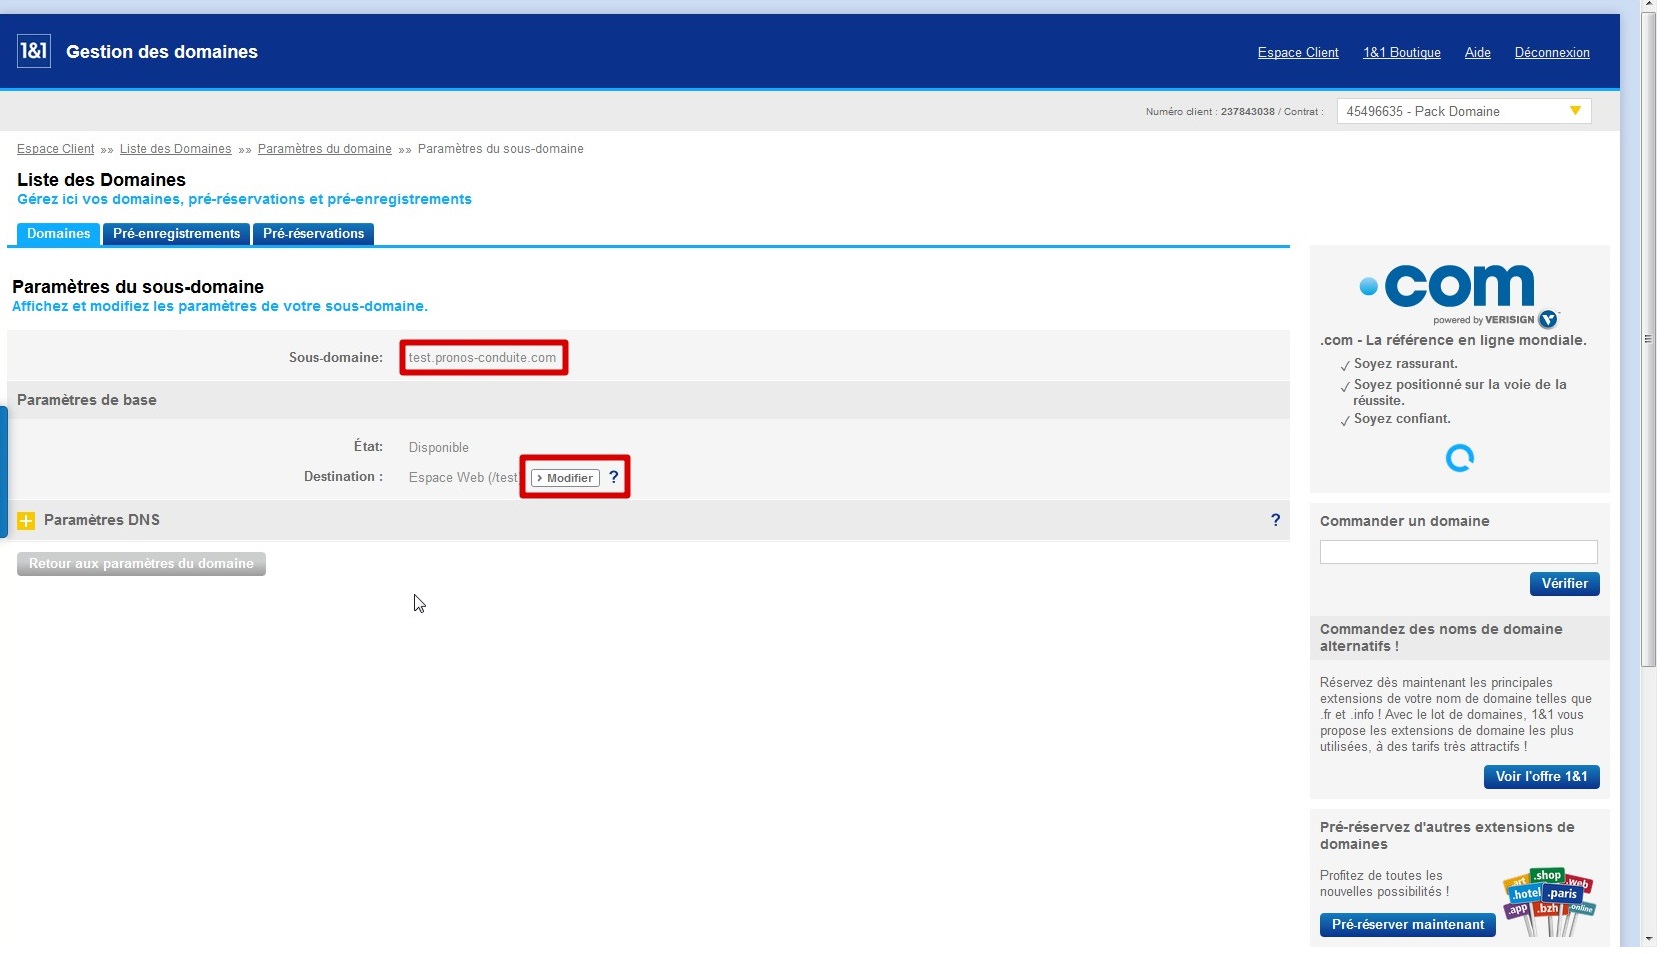 1&1 Gestion des domaines
Espace Client 1&1 Boutique Aide Déconnexion
Numéro client : 237843038 / Contrat : 45496635 - Pack Domaine
Espace Client »» Liste des Domaines »» Paramètres du domaine »» Paramètres du sous-domaine
Liste des Domaines
Gérez ici vos domaines, pré-réservations et pré-enregistrements
Domaines Pré-enregistrements Pré-réservations
Paramètres du sous-domaine
Affichez et modifiez les paramètres de votre sous-domaine.
Sous-domaine: test.pronos-conduite.com
Paramètres de base
État: Disponible
Destination : Espace Web (/test › Modifier ?
+ Paramètres DNS ?
Retour aux paramètres du domaine
.com
powered by VERISIGN
.com - La référence en ligne mondiale.
✓ Soyez rassurant.
✓ Soyez positionné sur la voie de la
réussite.
✓ Soyez confiant.
Commander un domaine
Vérifier
Commandez des noms de domaine
alternatifs !
Réservez dès maintenant les principales
extensions de votre nom de domaine telles que
.fr et .info ! Avec le lot de domaines, 1&1 vous
propose les extensions de domaine les plus
utilisées, à des tarifs très attractifs !
Voir l'offre 1&1
Pré-réservez d'autres extensions de
domaines
Profitez de toutes les
nouvelles possibilités !
Pré-réserver maintenant
.art .shop .web
.hotel .paris
.app .bzh .online